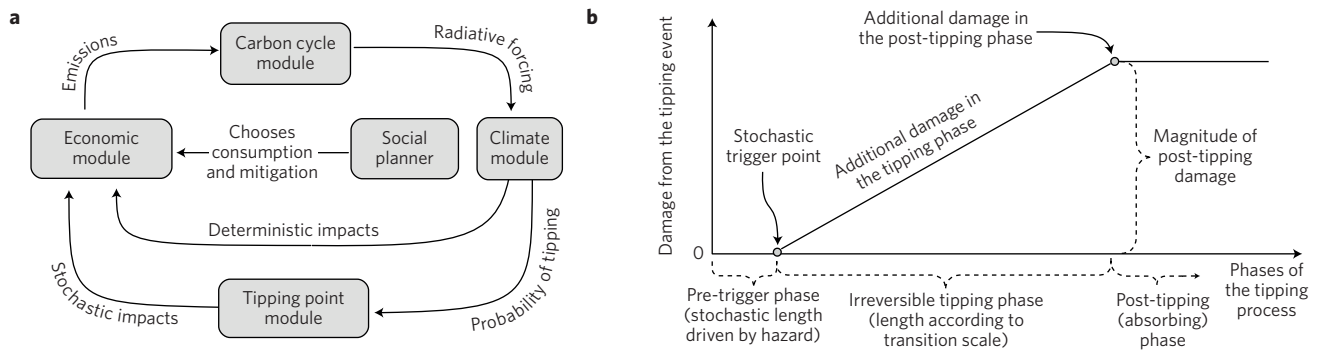 a
Emissions
Carbon cycle
module
Radiative forcing
Economic
module
Chooses
consumption
and mitigation
Social
planner
Climate
module
Deterministic impacts
Stochastic impacts
Tipping point
module
Probability of tipping
b
Damage from the tipping event
0
Additional damage in
the post-tipping phase
Stochastic
trigger point
Additional damage in
the tipping phase
Magnitude of
post-tipping
damage
Pre-trigger phase
(stochastic length
driven by hazard)
Irreversible tipping phase
(length according to
transition scale)
Post-tipping
(absorbing)
phase
Phases of
the tipping
process